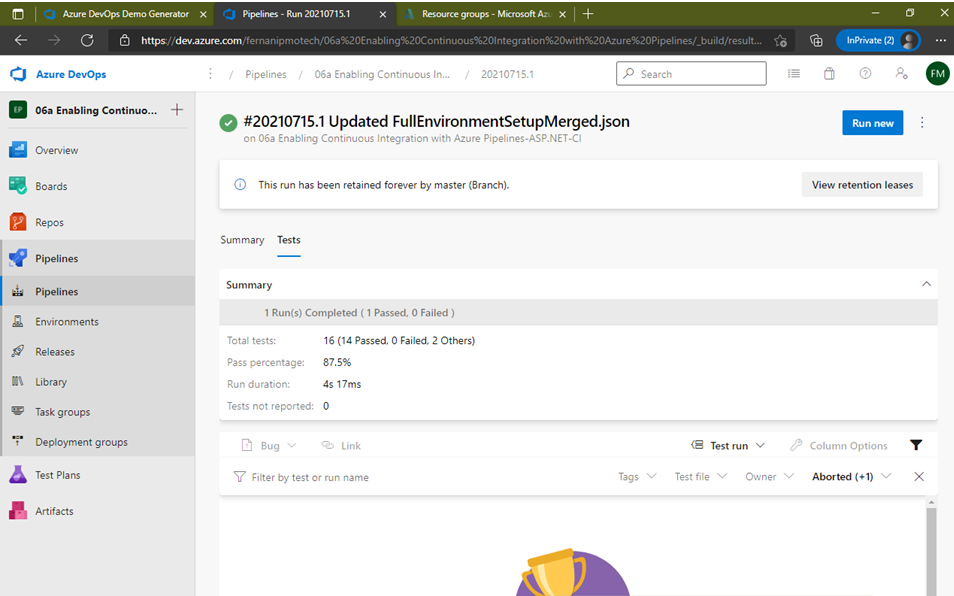 Azure DevOps Demo Generator
Pipelines - Run 20210715.1
Resource groups - Microsoft Azu
https://dev.azure.com/fernanipmotech/06a%20Enabling%20Continuous%20Integration%20with%20Azure%20Pipelines/_build/result...
InPrivate (2)
Azure DevOps
/ Pipelines / 06a Enabling Continuous In... / 20210715.1
Search
FM
EP 06a Enabling Continuo...
#20210715.1 Updated FullEnvironmentSetupMerged.json
on 06a Enabling Continuous Integration with Azure Pipelines-ASP.NET-CI
Run new
Overview
Boards
Repos
Pipelines
Pipelines
Environments
Releases
Library
Task groups
Deployment groups
Test Plans
Artifacts
This run has been retained forever by master (Branch).
View retention leases
Summary Tests
Summary
1 Run(s) Completed ( 1 Passed, 0 Failed )
Total tests: 16 (14 Passed, 0 Failed, 2 Others)
Pass percentage: 87.5%
Run duration: 4s 17ms
Tests not reported: 0
Bug Link Test run Column Options
Filter by test or run name Tags Test file Owner Aborted (+1)